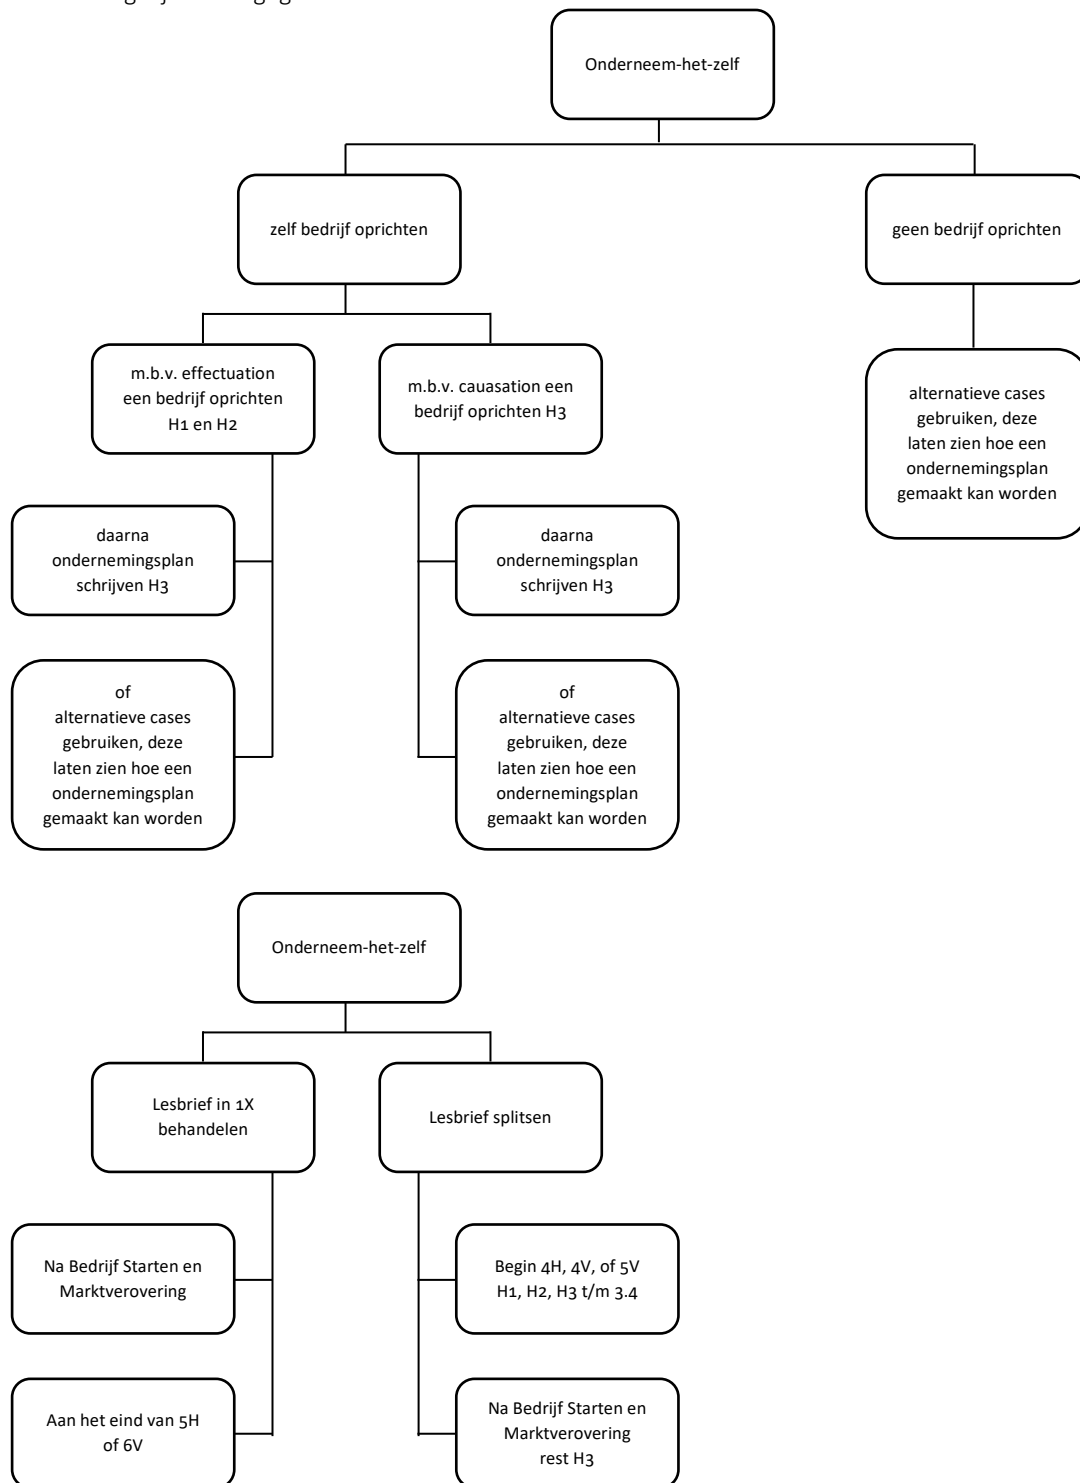 Onderneem-het-zelf
zelf bedrijf oprichten
geen bedrijf oprichten
m.b.v. effectuation
een bedrijf oprichten
H1 en H2
m.b.v. cauasation een
bedrijf oprichten H3
alternatieve cases
gebruiken, deze
laten zien hoe een
ondernemingsplan
gemaakt kan worden
daarna
ondernemingsplan
schrijven H3
daarna
ondernemingsplan
schrijven H3
of
alternatieve cases
gebruiken, deze
laten zien hoe een
ondernemingsplan
gemaakt kan worden
of
alternatieve cases
gebruiken, deze
laten zien hoe een
ondernemingsplan
gemaakt kan worden
Onderneem-het-zelf
Lesbrief in 1X
behandelen
Lesbrief splitsen
Na Bedrijf Starten en
Marktverovering
Begin 4H, 4V, of 5V
H1, H2, H3 t/m 3.4
Aan het eind van 5H
of 6V
Na Bedrijf Starten en
Marktverovering
rest H3